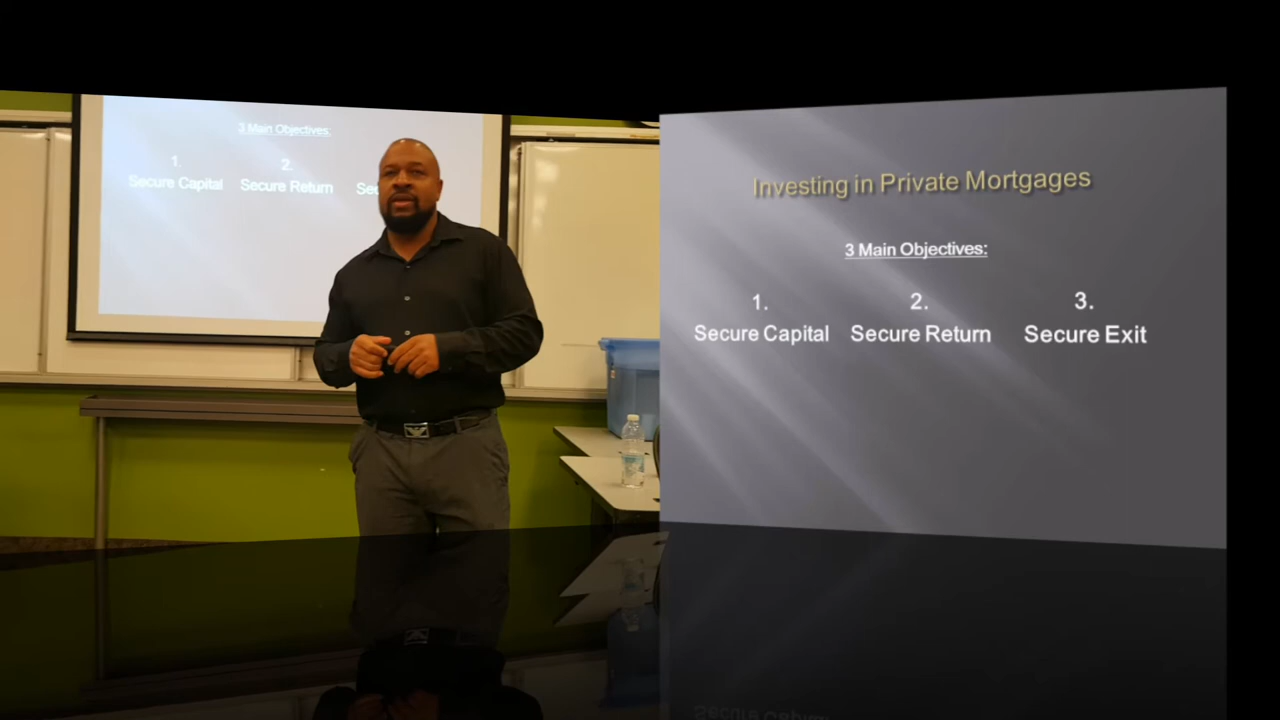 3 Main Objectives:
1. 2.
Secure Capital Secure Return Sec
Investing in Private Mortgages
3 Main Objectives:
1. 2. 3.
Secure Capital Secure Return Secure Exit